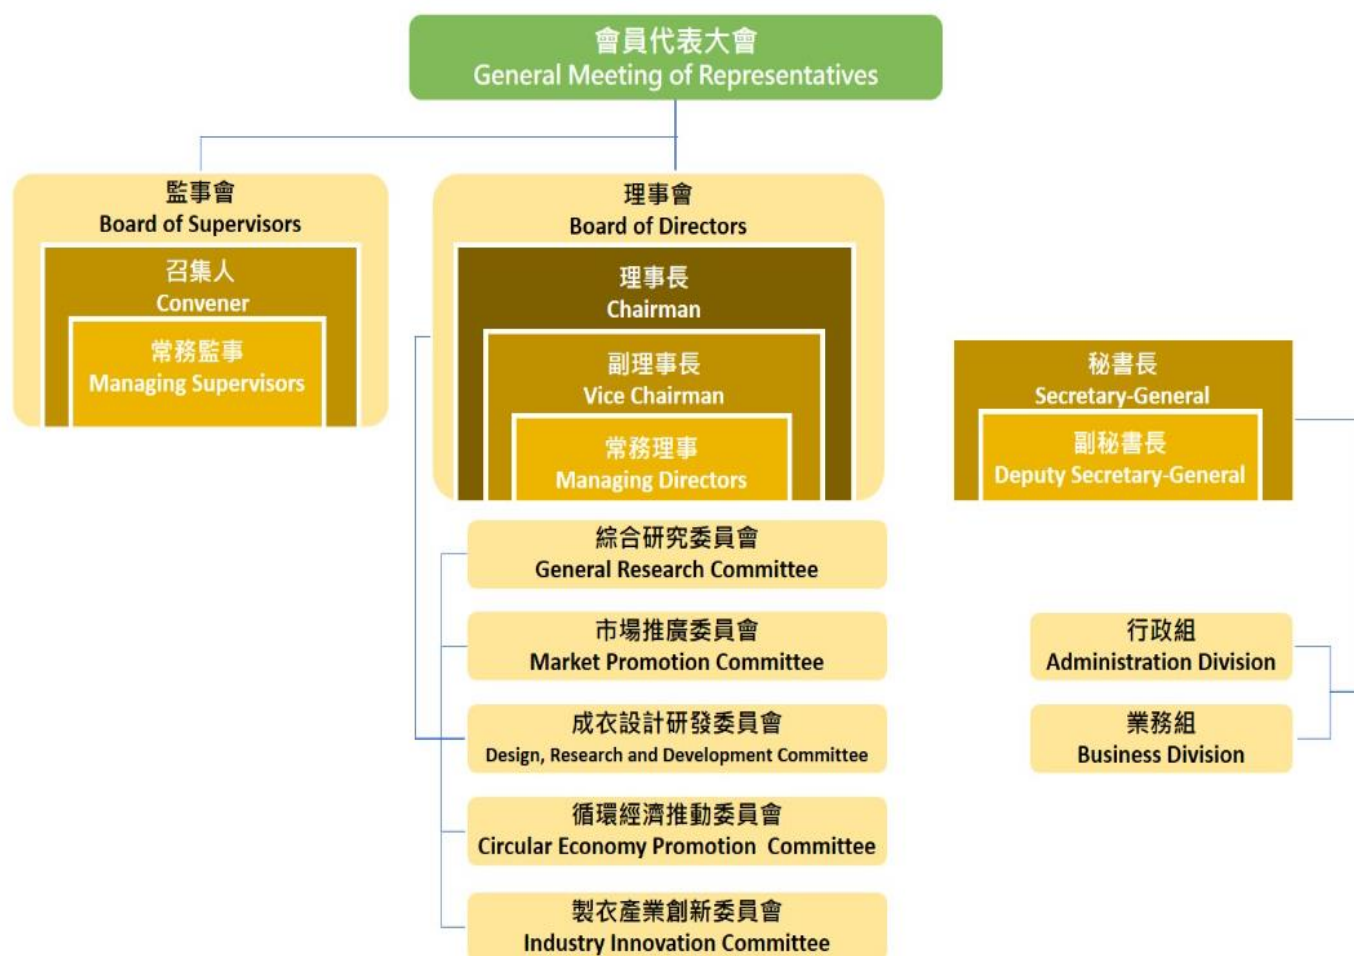 會員代表大會
General Meeting of Representatives
監事會
Board of Supervisors
召集人
Convener
常務監事
Managing Supervisors
理事會
Board of Directors
理事長
Chairman
副理事長
Vice Chairman
常務理事
Managing Directors
秘書長
Secretary-General
副秘書長
Deputy Secretary-General
綜合研究委員會
General Research Committee
市場推廣委員會
Market Promotion Committee
成衣設計研發委員會
Design, Research and Development Committee
循環經濟推動委員會
Circular Economy Promotion Committee
製衣產業創新委員會
Industry Innovation Committee
行政組
Administration Division
業務組
Business Division